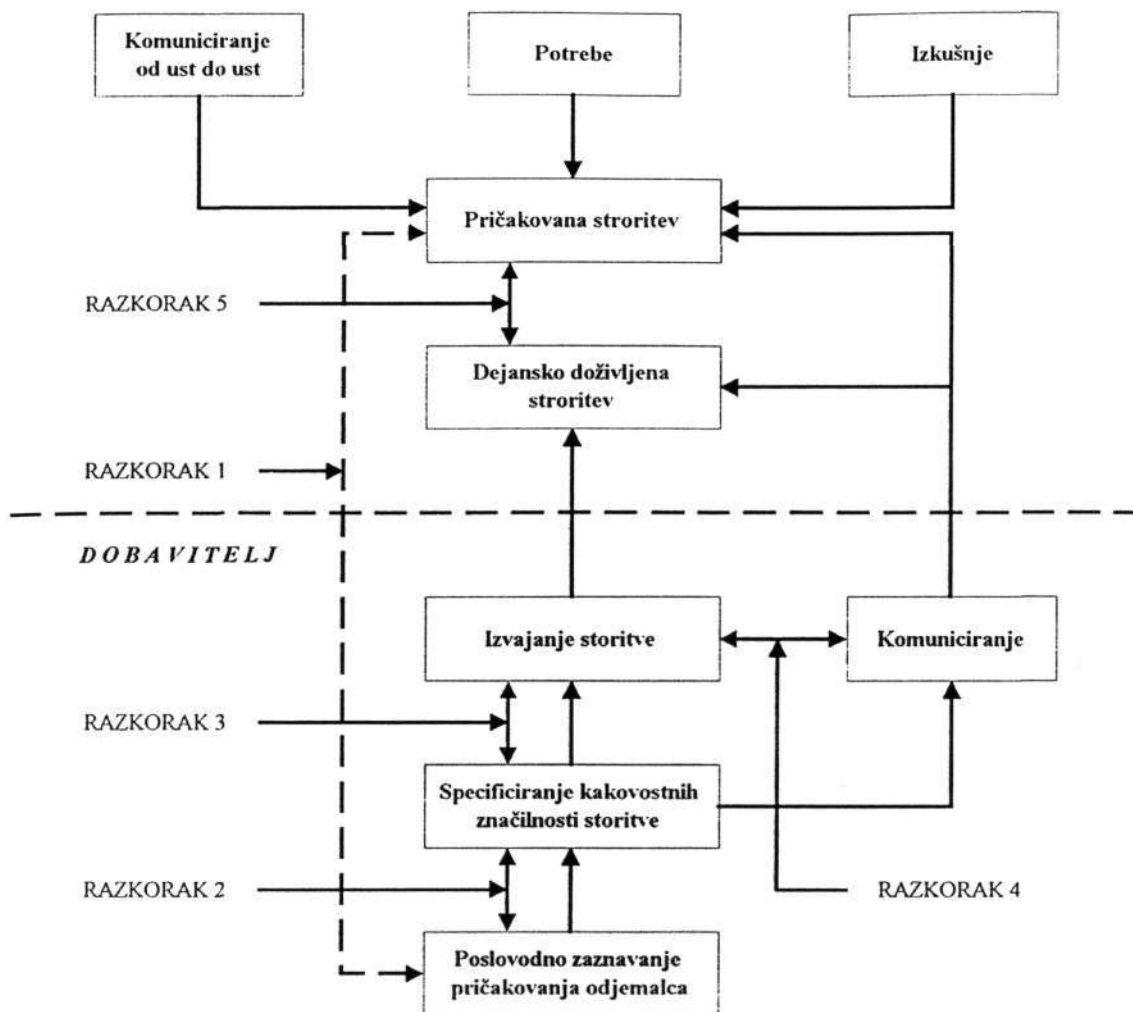 Komuniciranje
od ust do ust
Potrebe
Izkušnje
Pričakovana stroritev
RAZKORAK 5
Dejansko doživljena
stroritev
RAZKORAK 1
DOBAVITELJ
Izvajanje storitve
Komuniciranje
RAZKORAK 3
Specificiranje kakovostnih
značilnosti storitve
RAZKORAK 2
RAZKORAK 4
Poslovodno zaznavanje
pričakovanja odjemalca